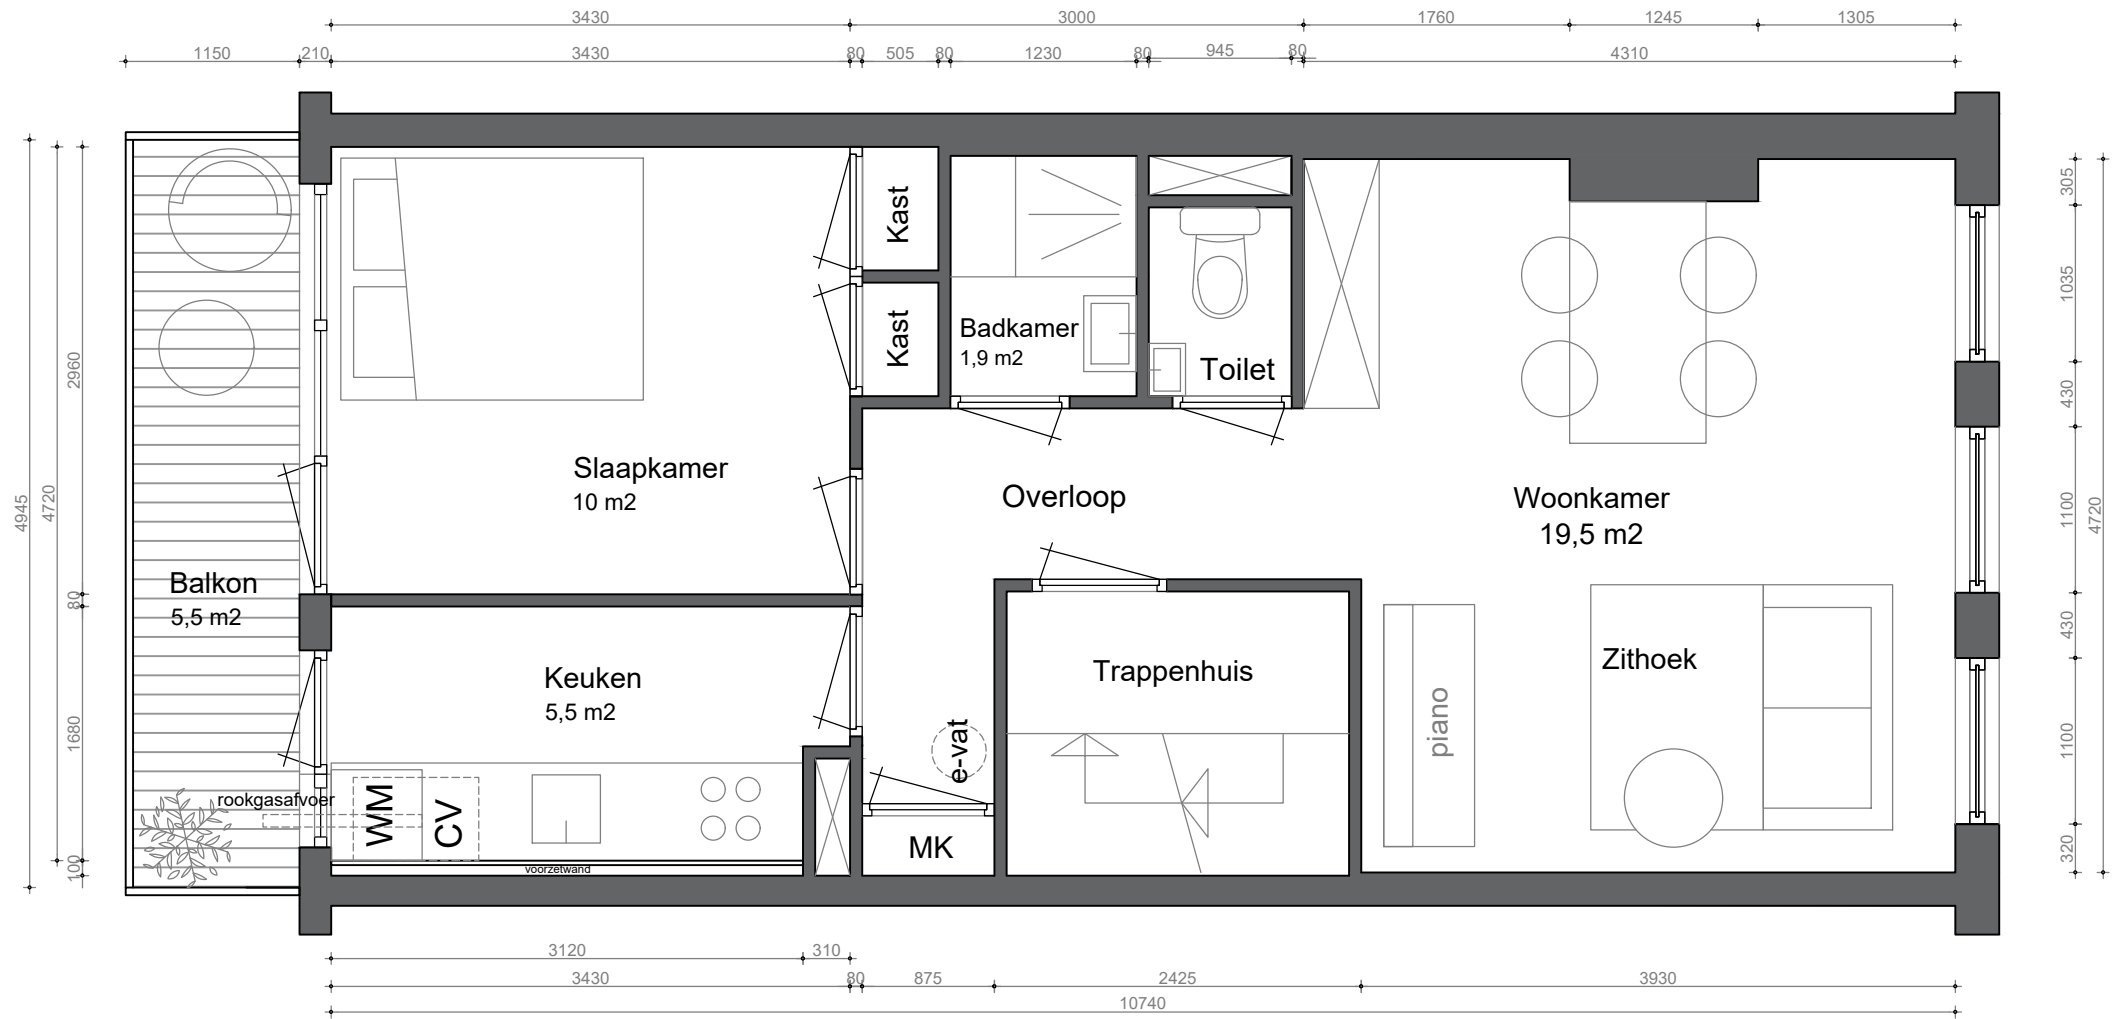 3430
3000
1760
1245
1305
1150
210
3430
80
505
80
1230
80
945
80
4310
4945
4720
2960
80
1680
100
Kast
Kast
Badkamer
1,9 m2
Toilet
Slaapkamer
10 m2
Overloop
Woonkamer
19,5 m2
Balkon
5,5 m2
Keuken
5,5 m2
Trappenhuis
Zithoek
piano
e-vat
rookgasafvoer
WM
CV
MK
voorzetwand
305
1035
430
1100
430
1100
320
4720
3120
310
3430
80
875
2425
3930
10740